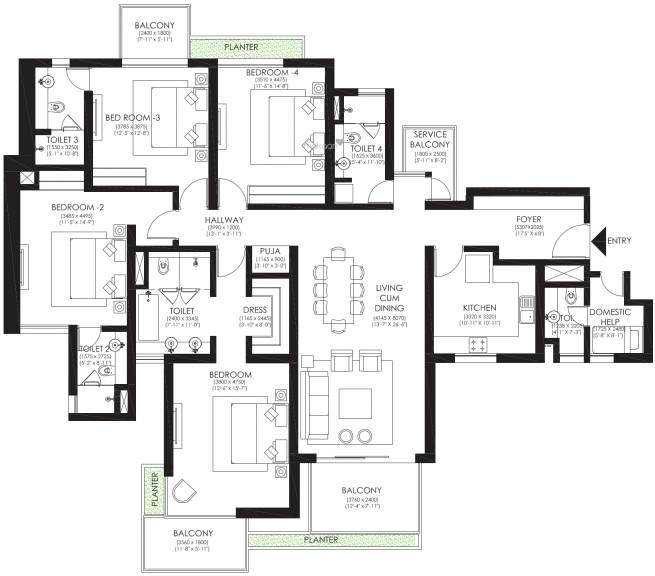 BALCONY
(2400 x 1800)
(7'-11" x 5'-11")
PLANTER
BED ROOM -3
(3785 x 3875)
(12'-5" x 12'-8")
BEDROOM -4
(3510 x 4475)
(11'-6" x 14'-8")
TOILET 3
(1550 x 3250)
(5'-1" x 10'-8")
TOILET 4
(1625 x 3600)
(5'-4" x 11'-10")
SERVICE
BALCONY
(1800 x 2500)
(5'-11" x 8'-2")
BEDROOM -2
(3485 x 4495)
(11'-5" x 14'-9")
HALLWAY
(3990 x 1200)
(13'-1" x 3'-11")
FOYER
(5307X2025)
(17'5" X 6'8")
ENTRY
PUJA
(1165 x 900)
(3'-10" x 3'-0")
LIVING
CUM
DINING
(4145 X 8070)
(13'-7" X 26'-6")
TOILET
(2400 x 3345)
(7'-11" x 11'-0")
DRESS
(1165 x 2445)
(3'-10" x 8'-0")
KITCHEN
(3320 X 3320)
(10'-11" X 10'-11")
TOI.
(1238 X 2205)
(4'-1" X 7'-3")
DOMESTIC
HELP
(1725 X 2480)
(5'-8" X 8'-1")
TOILET 2
(1575 x 2725)
(5'-2" x 8'-11")
BEDROOM
(3800 x 4750)
(12'-6" x 15'-7")
PLANTER
BALCONY
(3760 x 2400)
(12'-4" x 7'-11")
BALCONY
(3560 x 1800)
(11'-8" x 5'-11")
PLANTER